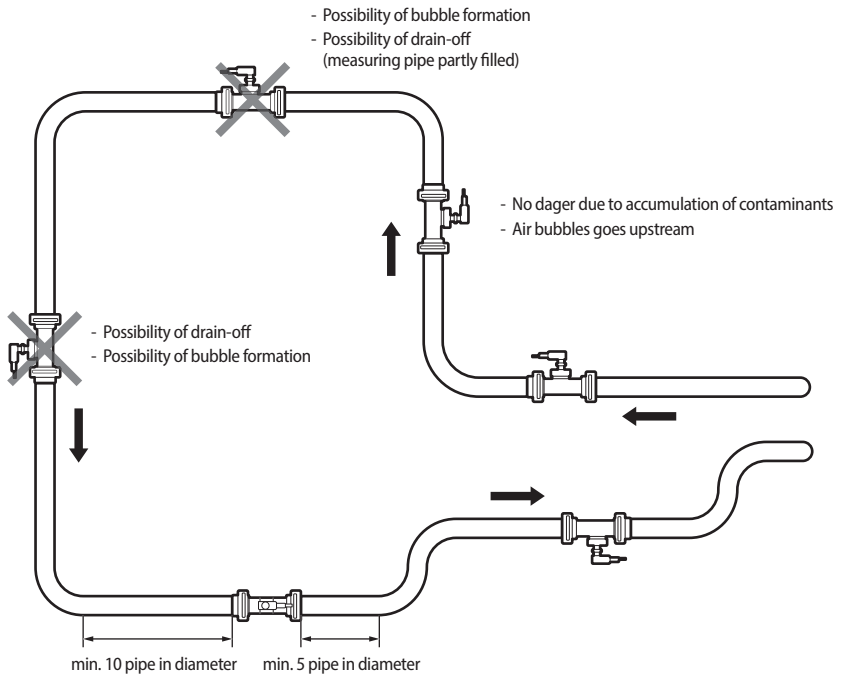 - Possibility of bubble formation
- Possibility of drain-off
(measuring pipe partly filled)
- No dager due to accumulation of contaminants
- Air bubbles goes upstream
- Possibility of drain-off
- Possibility of bubble formation
min. 10 pipe in diameter
min. 5 pipe in diameter